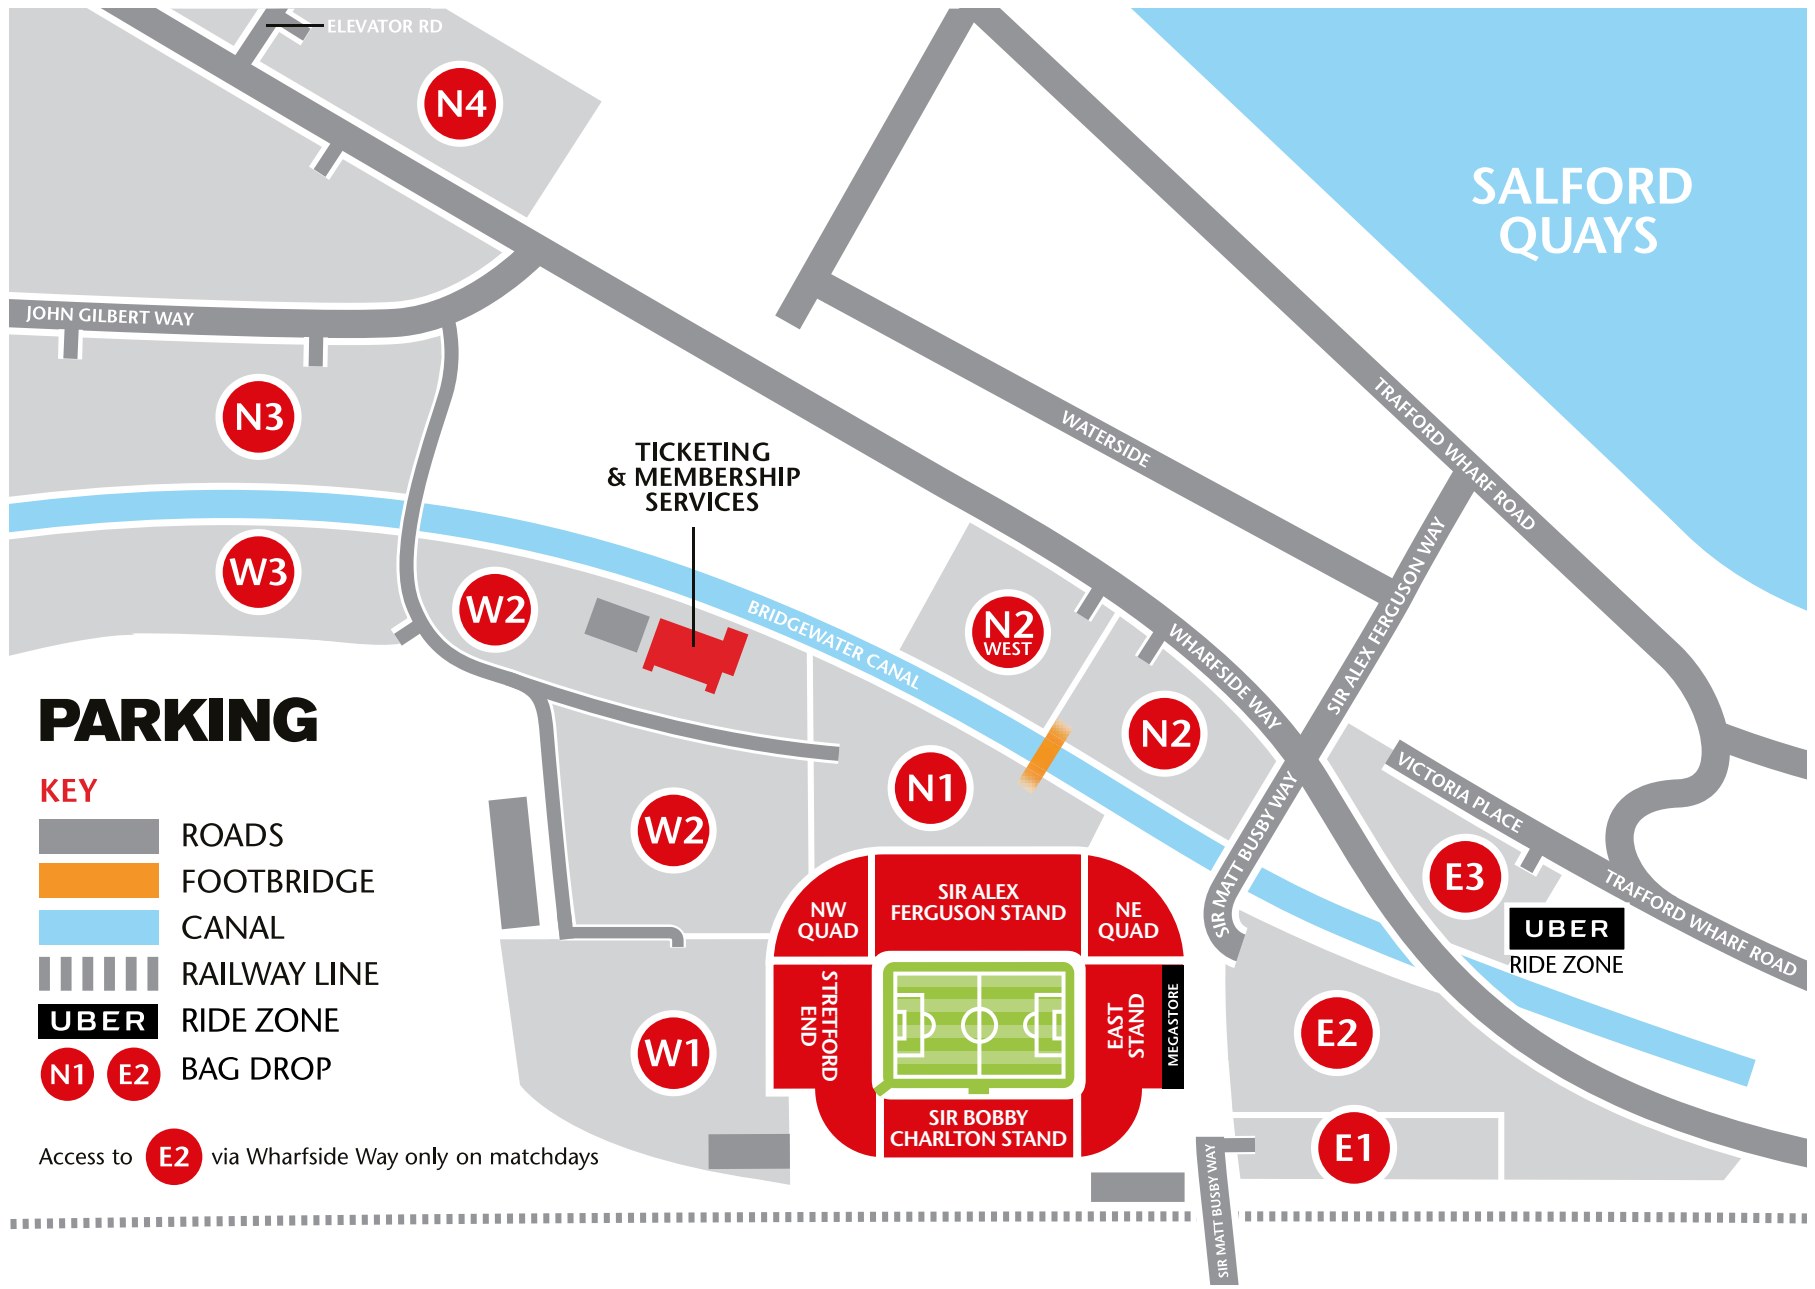 ELEVATOR RD
N4
SALFORD
QUAYS
JOHN GILBERT WAY
N3
TRAFFORD WHARF ROAD
WATERSIDE
TICKETING
& MEMBERSHIP
SERVICES
SIR ALEX FERGUSON WAY
W3
W2
BRIDGEWATER CANAL
N2
WEST
WHARFSIDE WAY
N2
N1
W2
SIR MATT BUSBY WAY
VICTORIA PLACE
E3
TRAFFORD WHARF ROAD
UBER
RIDE ZONE
PARKING
KEY
ROADS
FOOTBRIDGE
CANAL
RAILWAY LINE
UBER RIDE ZONE
N1 E2 BAG DROP
Access to E2 via Wharfside Way only on matchdays
NW
QUAD
SIR ALEX
FERGUSON STAND
NE
QUAD
STRETFORD
END
EAST
STAND
MEGASTORE
W1
SIR BOBBY
CHARLTON STAND
E2
E1
SIR MATT BUSBY WAY